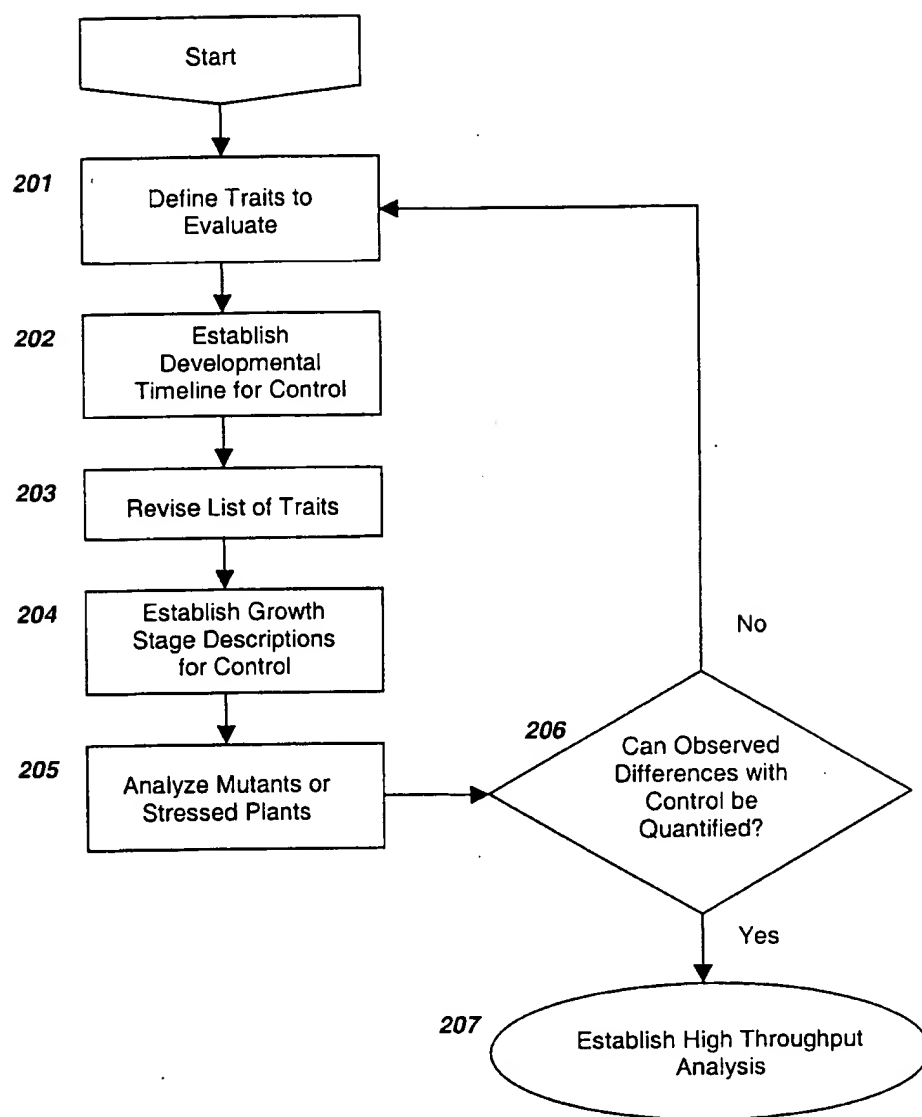 Start
201
Define Traits to
Evaluate
202
Establish
Developmental
Timeline for Control
203
Revise List of Traits
204
Establish Growth
Stage Descriptions
for Control
205
Analyze Mutants or
Stressed Plants
206
Can Observed
Differences with
Control be
Quantified?
No
Yes
207
Establish High Throughput
Analysis